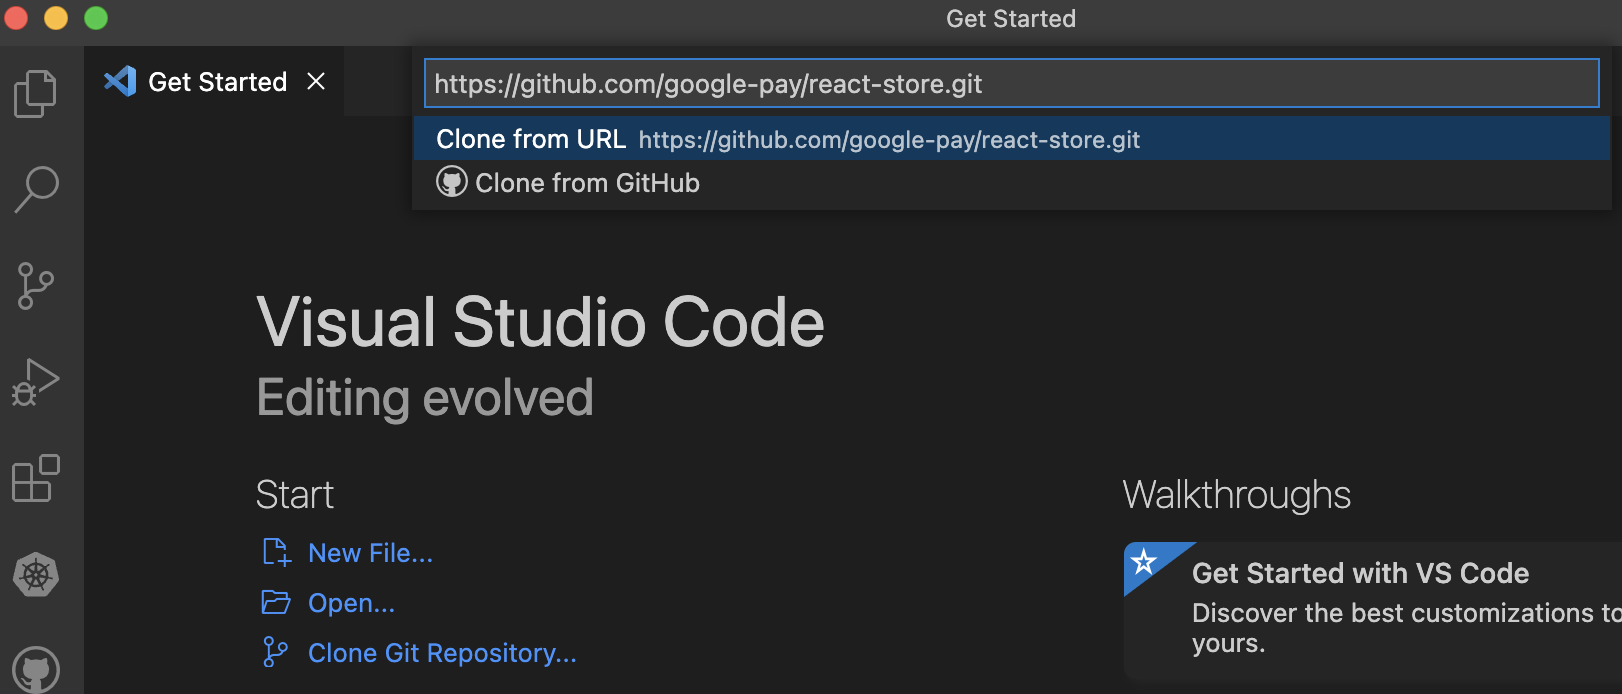 Get Started
Get Started
https://github.com/google-pay/react-store.git
Clone from URL https://github.com/google-pay/react-store.git
Clone from GitHub
Visual Studio Code
Editing evolved
Start
New File...
Open...
Clone Git Repository...
Walkthroughs
Get Started with VS Code
Discover the best customizations to
yours.